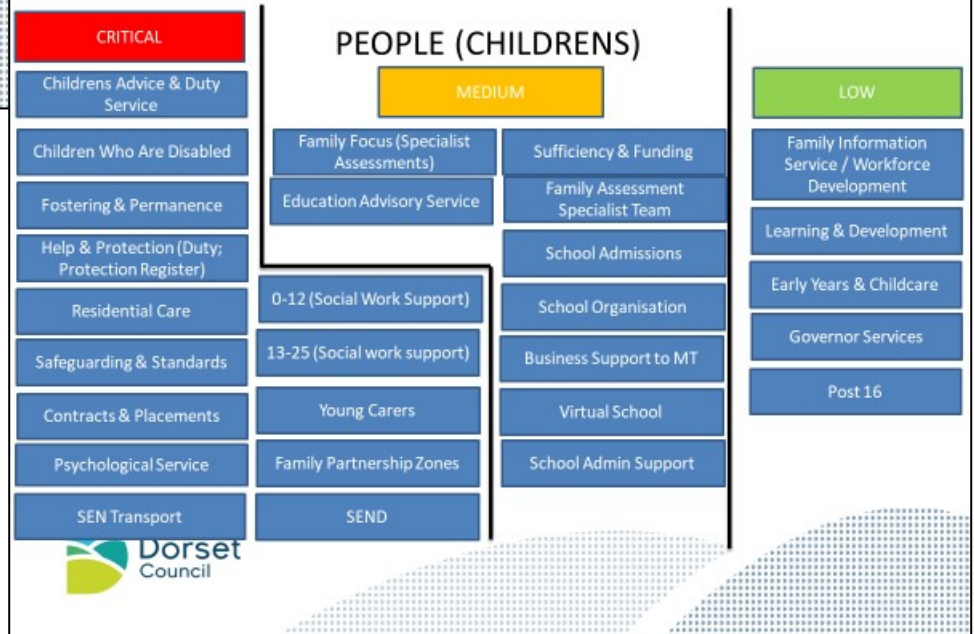 CRITICAL
Childrens Advice & Duty
Service
Children Who Are Disabled
Fostering & Permanence
Help & Protection (Duty;
Protection Register)
Residential Care
Safeguarding & Standards
Contracts & Placements
Psychological Service
SEN Transport
0-12 (Social Work Support)
13-25 (Social work support)
Young Carers
Family Partnership Zones
SEND
PEOPLE (CHILDRENS)
MEDIUM
Family Focus (Specialist
Assessments)
Education Advisory Service
Sufficiency & Funding
Family Assessment
Specialist Team
School Admissions
School Organisation
Business Support to MT
Virtual School
School Admin Support
LOW
Family Information
Service / Workforce
Development
Learning & Development
Early Years & Childcare
Governor Services
Post 16
Dorset
Council